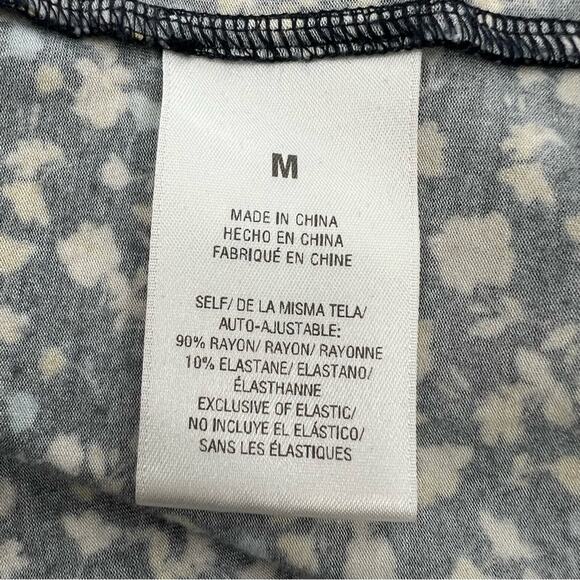 M
MADE IN CHINA
HECHO EN CHINA
FABRIQUÉ EN CHINE
SELF/ DE LA MISMA TELA/
AUTO-AJUSTABLE:
90% RAYON/ RAYON/ RAYONNE
10% ELASTANE/ ELASTANO/
ÉLASTHANNE
EXCLUSIVE OF ELASTIC/
NO INCLUYE EL ELÁSTICO/
SANS LES ÉLASTIQUES